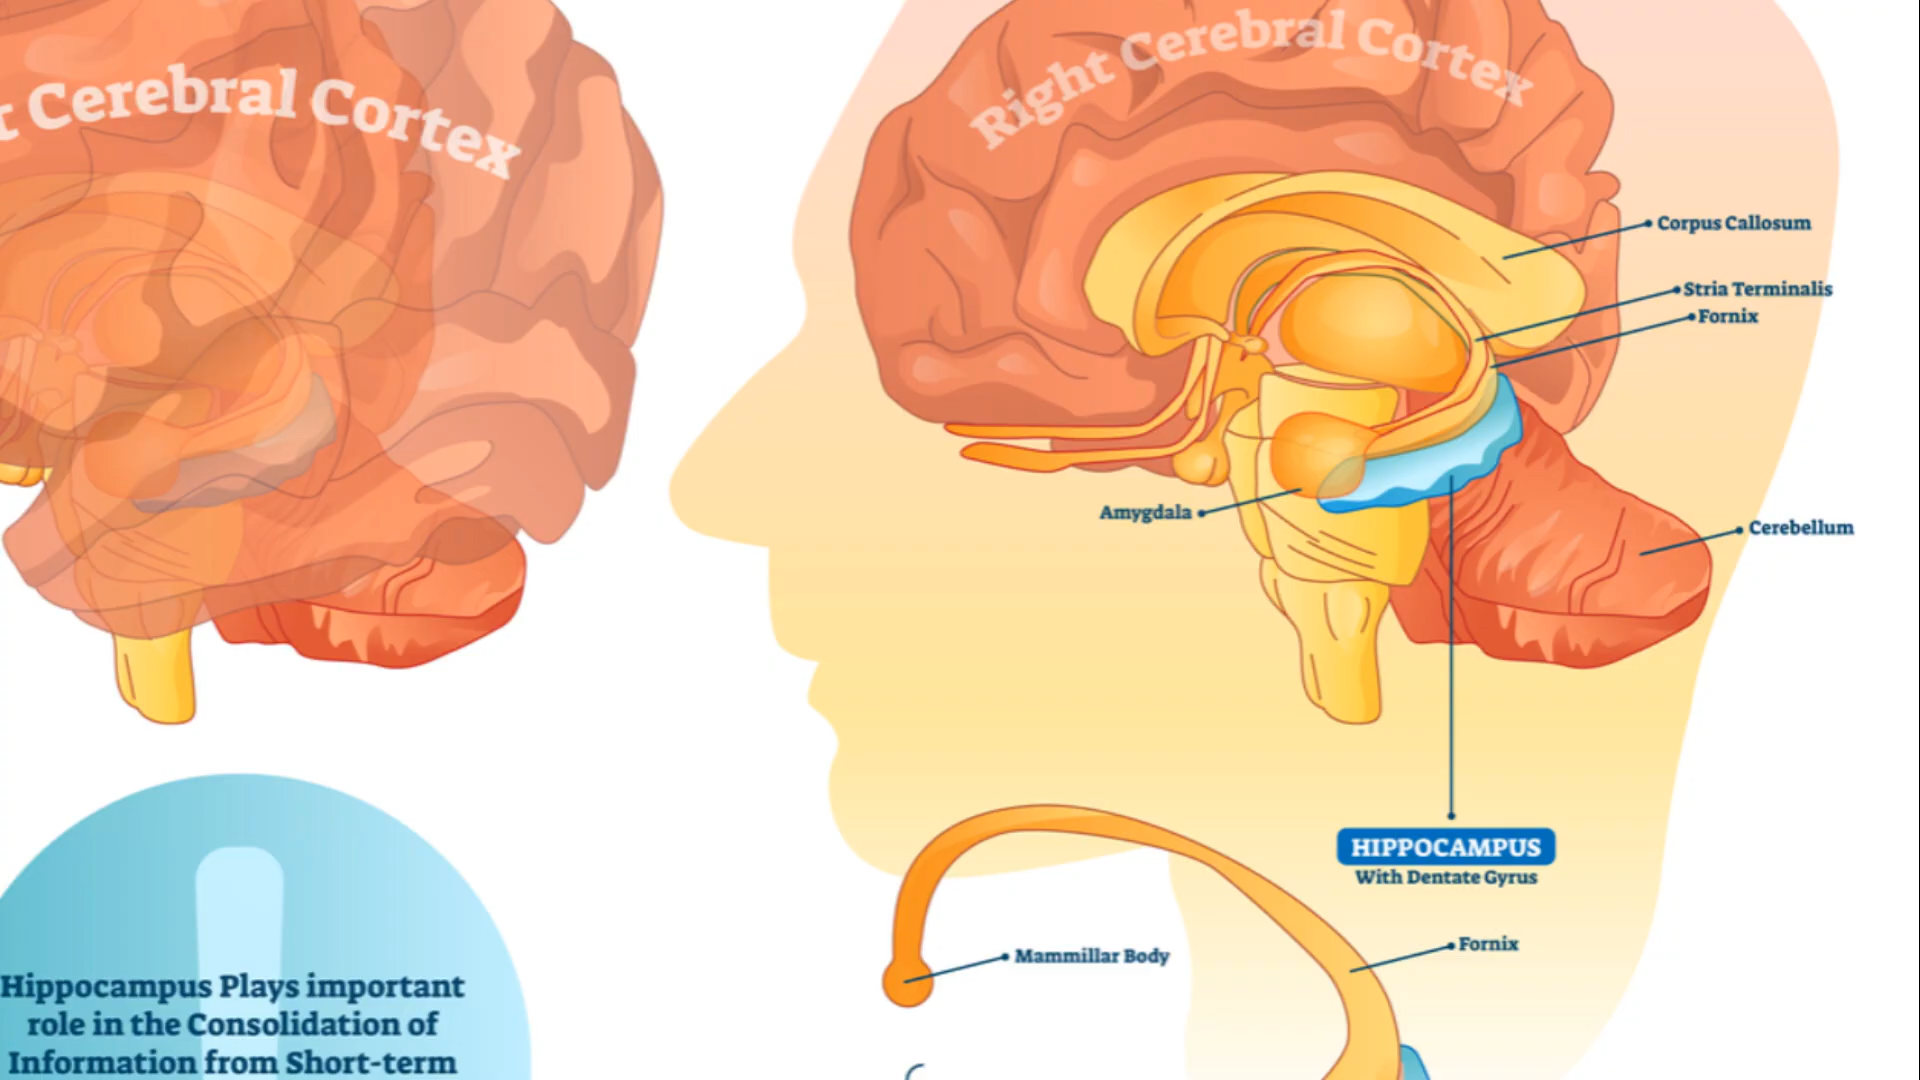 Cerebral Cortex
Right Cerebral Cortex
Corpus Callosum
Stria Terminalis
Fornix
Amygdala
Cerebellum
HIPPOCAMPUS
With Dentate Gyrus
Mammillar Body
Fornix
Hippocampus Plays important
role in the Consolidation of
Information from Short-term